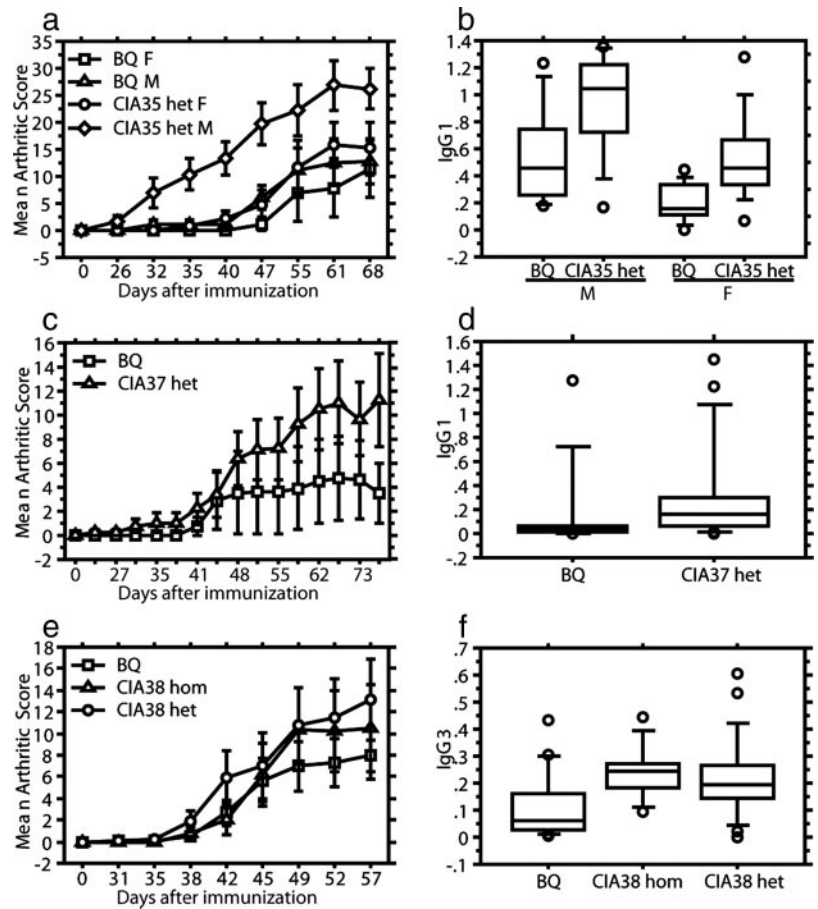 a
35
30
25
20
15
10
5
0
-5
Mea n Arthritic Score
BQ F
BQ M
CIA35 het F
CIA35 het M
0 26 32 35 40 47 55 61 68
Days after immunization
b
1.4
1.2
1
.8
.6
.4
.2
0
-.2
IgG 1
BQ CIA35 het BQ CIA35 het
M F
c
16
14
12
10
8
6
4
2
0
-2
Mea n Arthritic Score
BQ
CIA37 het
0 27 35 41 48 55 62 73
Days after immunization
d
1.6
1.4
1.2
1
.8
.6
.4
.2
0
-.2
IgG 1
BQ CIA37 het
e
18
16
14
12
10
8
6
4
2
0
-2
Mea n Arthritic Score
BQ
CIA38 hom
CIA38 het
0 31 35 38 42 45 49 52 57
Days after immunization
f
.7
.6
.5
.4
.3
.2
.1
0
-.1
IgG 3
BQ CIA38 hom CIA38 het